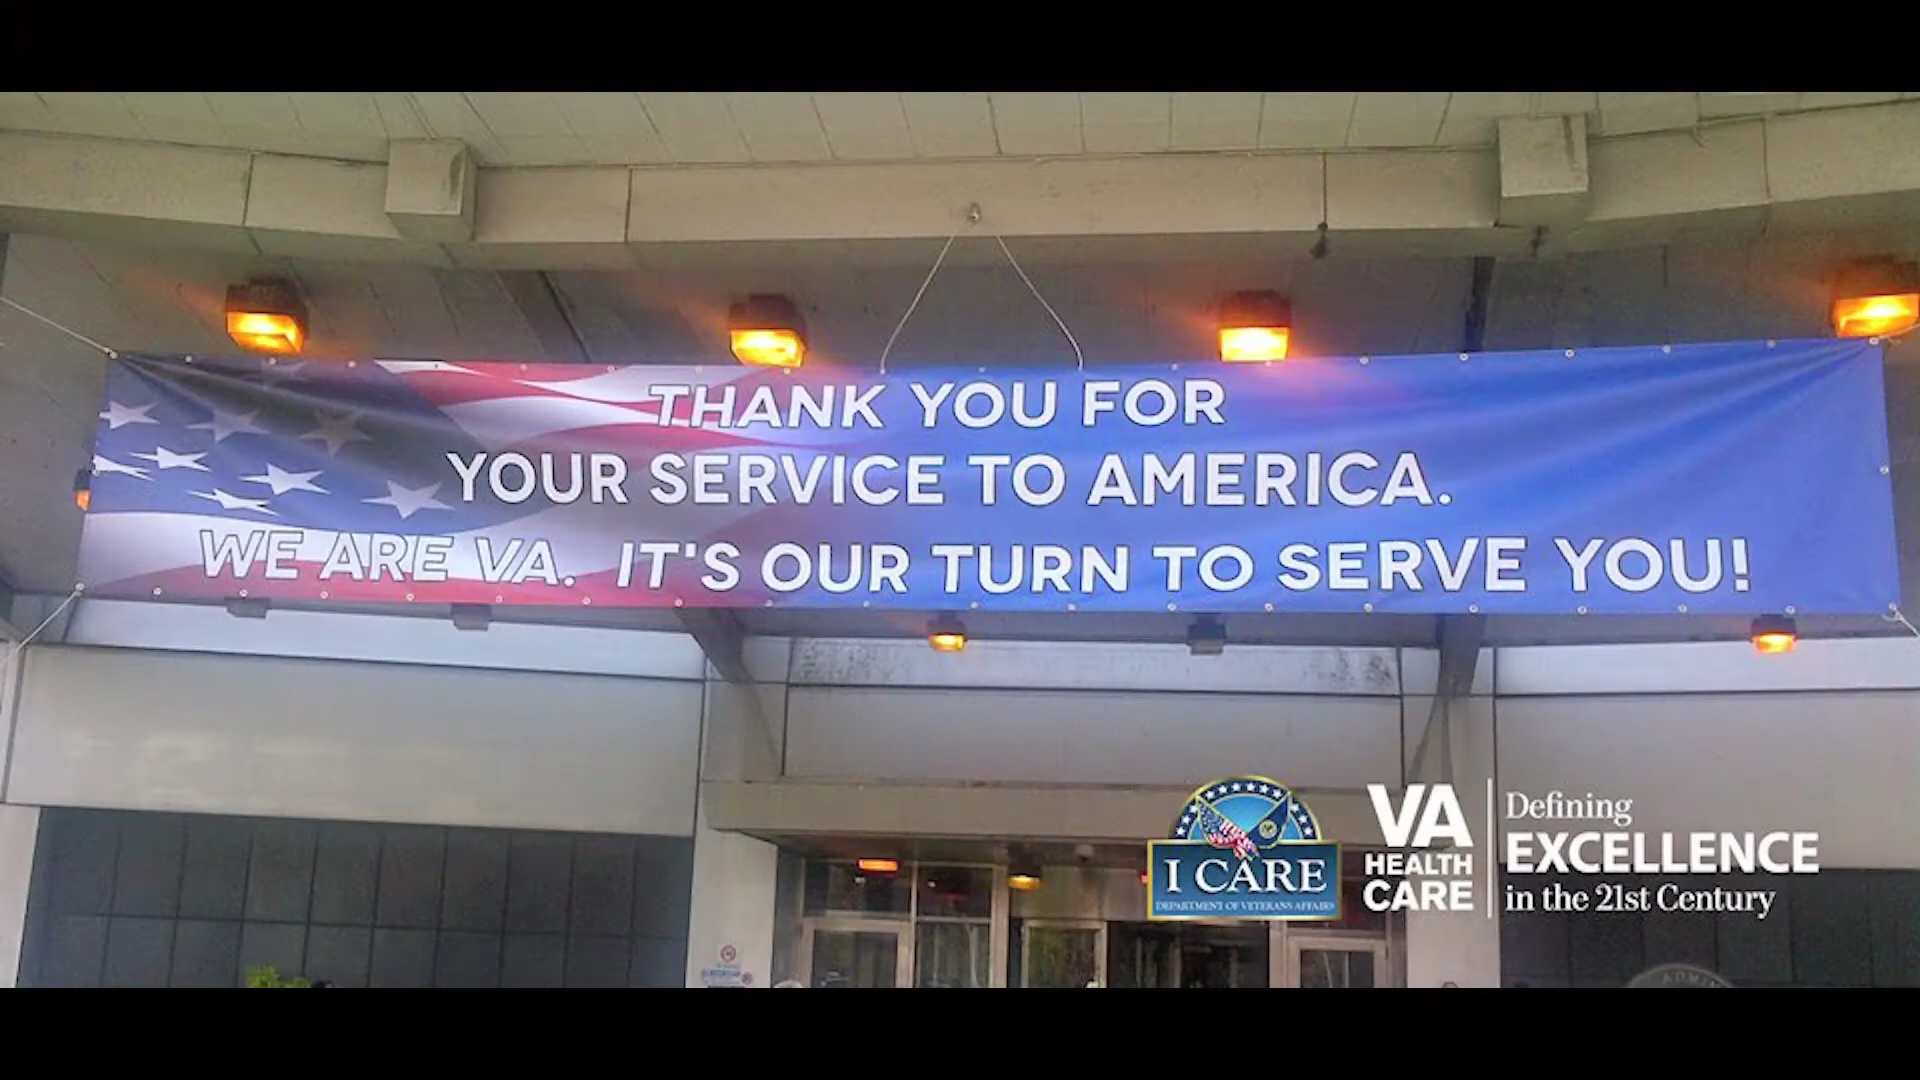 THANK YOU FOR
YOUR SERVICE TO AMERICA.
WE ARE VA. IT'S OUR TURN TO SERVE YOU!
I CARE
DEPARTMENT OF VETERANS AFFAIRS
VA
HEALTH
CARE
Defining
EXCELLENCE
in the 21st Century